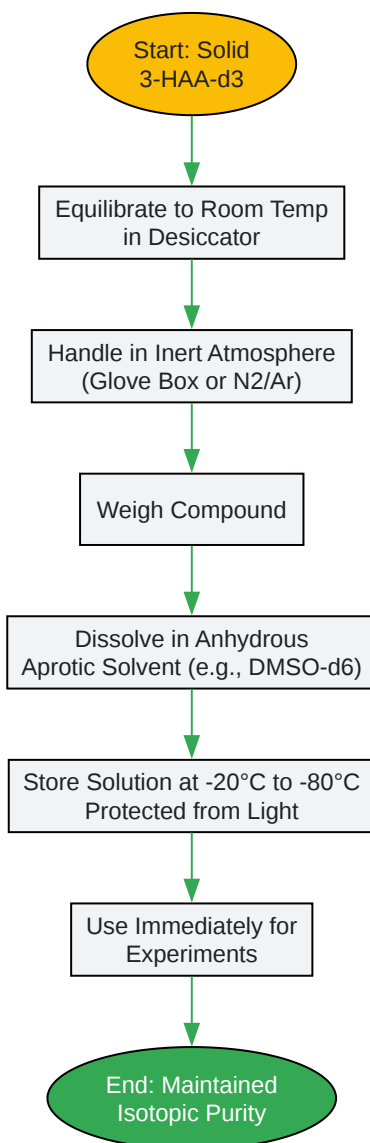 Start: Solid
3-HAA-d3
Equilibrate to Room Temp
in Desiccator
Handle in Inert Atmosphere
(Glove Box or N2/Ar)
Weigh Compound
Dissolve in Anhydrous
Aprotic Solvent (e.g., DMSO-d6)
Store Solution at -20°C to -80°C
Protected from Light
Use Immediately for
Experiments
End: Maintained
Isotopic Purity